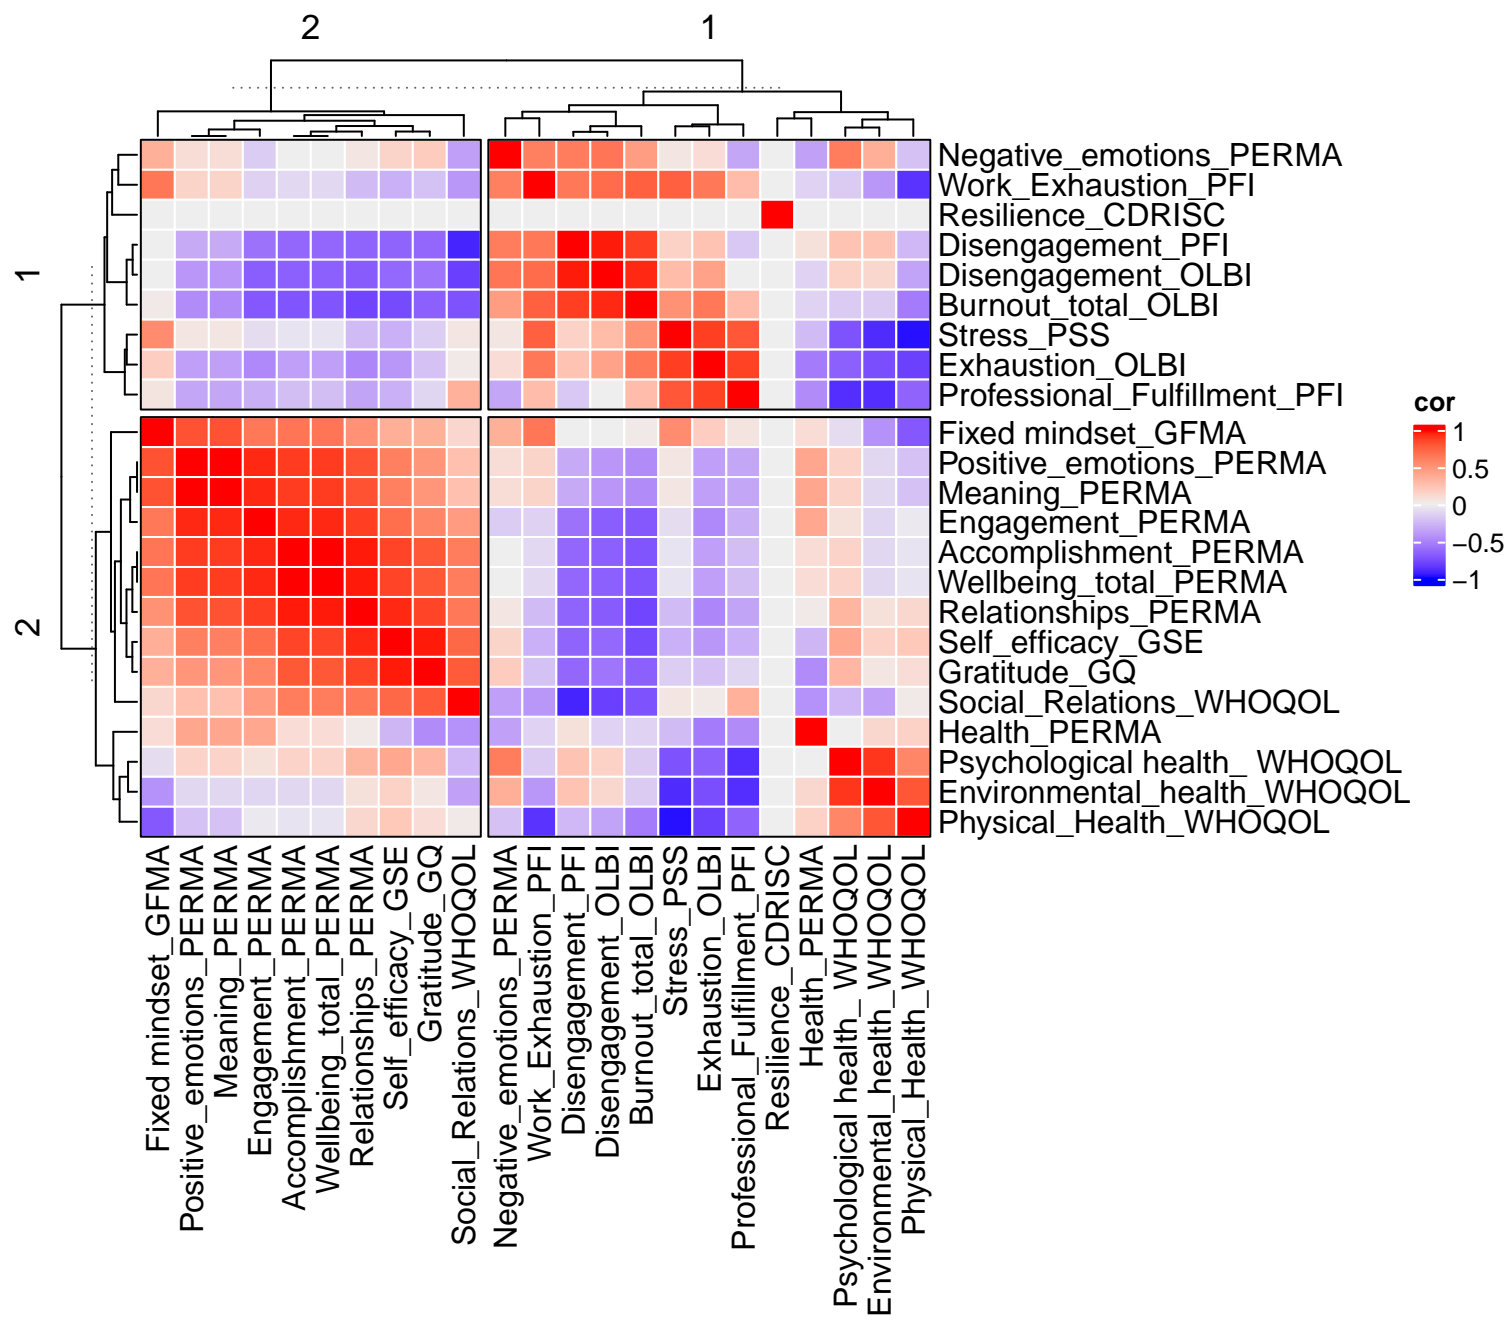 2
1
1
2
Negative_emotions_PERMA
Work_Exhaustion_PFI
Resilience_CDRISC
Disengagement_PFI
Disengagement_OLBI
Burnout_total_OLBI
Stress_PSS
Exhaustion_OLBI
Professional_Fulfillment_PFI
Fixed mindset_GFMA
Positive_emotions_PERMA
Meaning_PERMA
Engagement_PERMA
Accomplishment_PERMA
Wellbeing_total_PERMA
Relationships_PERMA
Self_efficacy_GSE
Gratitude_GQ
Social_Relations_WHOQOL
Health_PERMA
Psychological health_ WHOQOL
Environmental_health_WHOQOL
Physical_Health_WHOQOL
cor
1
0.5
0
−0.5
−1
Fixed mindset_GFMA
Positive_emotions_PERMA
Meaning_PERMA
Engagement_PERMA
Accomplishment_PERMA
Wellbeing_total_PERMA
Relationships_PERMA
Self_efficacy_GSE
Gratitude_GQ
Social_Relations_WHOQOL
Negative_emotions_PERMA
Work_Exhaustion_PFI
Disengagement_PFI
Disengagement_OLBI
Burnout_total_OLBI
Stress_PSS
Exhaustion_OLBI
Professional_Fulfillment_PFI
Resilience_CDRISC
Health_PERMA
Psychological health_ WHOQOL
Environmental_health_WHOQOL
Physical_Health_WHOQOL